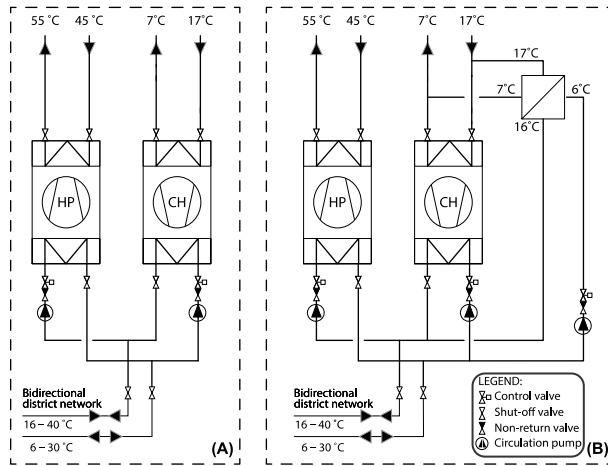 55 °C 45 °C 7°C 17°C
HP CH
Bidirectional
district network
16–40°C
6–30°C
(A)
55 °C 45 °C 7°C 17°C
17°C
7°C 6°C
16°C
HP CH
Bidirectional
district network
16–40°C
6–30°C
LEGEND:
Control valve
Shut-off valve
Non-return valve
Circulation pump
(B)